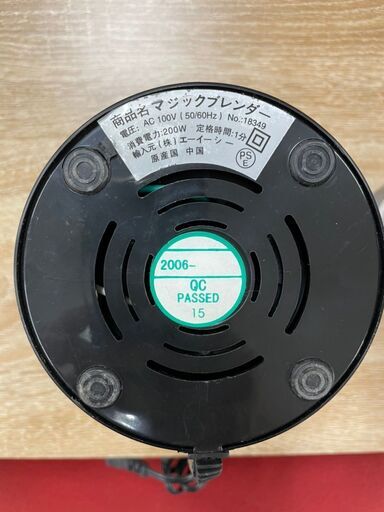 商品名 マジックブレンダー
電圧: AC 100V (50/60Hz) No.:18349
消費電力:200W 定格時間:1分
輸入元(株)エーイーシー
原産国 中国
PS
E
2006-
QC
PASSED
15